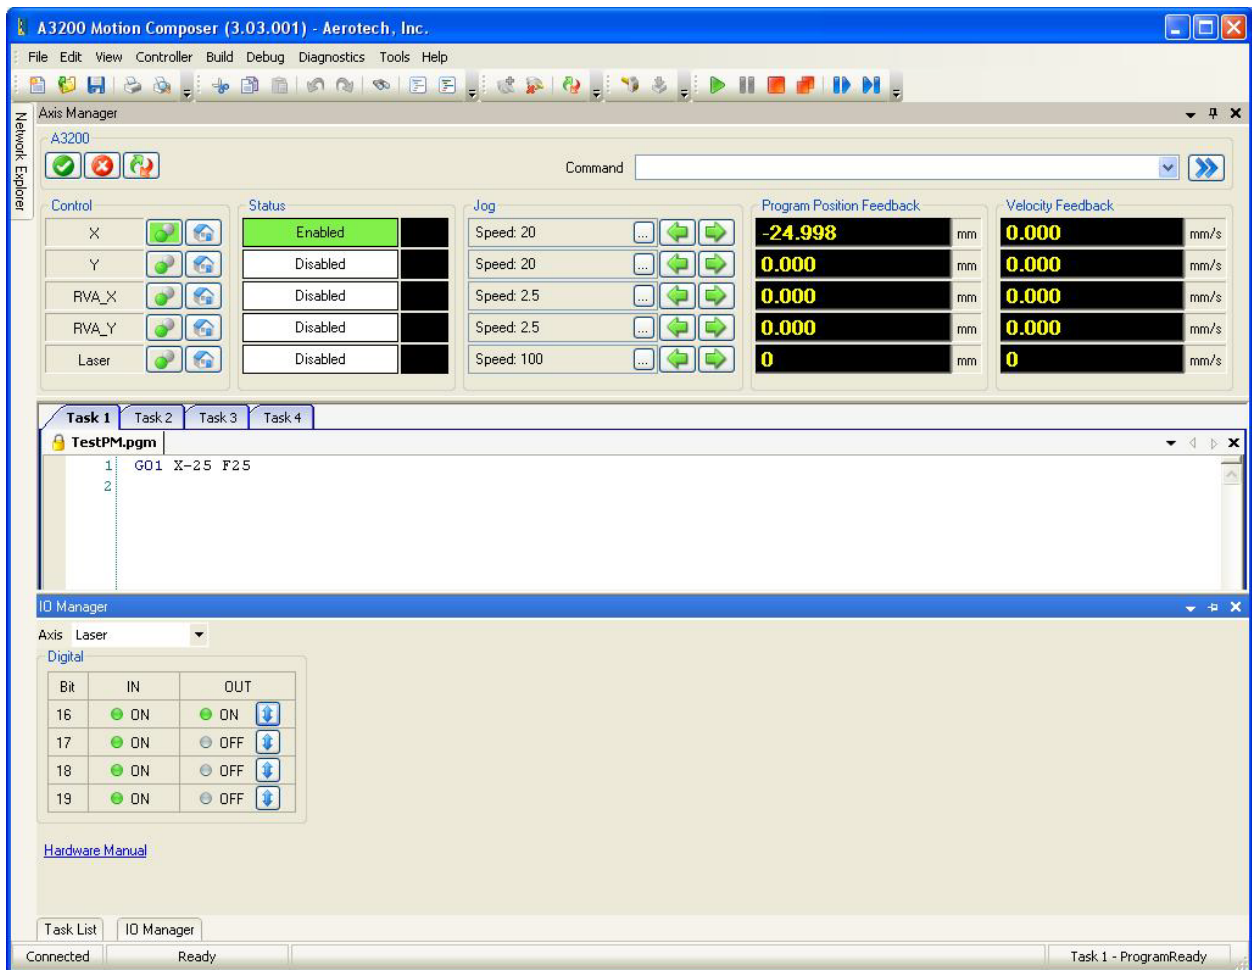 A3200 Motion Composer (3.03.001) - Aerotech, Inc.
File Edit View Controller Build Debug Diagnostics Tools Help
Network Explorer
Axis Manager
A3200
Command
Control Status Jog Program Position Feedback Velocity Feedback
X Enabled Speed: 20 ... -24.998 mm 0.000 mm/s
Y Disabled Speed: 20 ... 0.000 mm 0.000 mm/s
RVA_X Disabled Speed: 2.5 ... 0.000 mm 0.000 mm/s
RVA_Y Disabled Speed: 2.5 ... 0.000 mm 0.000 mm/s
Laser Disabled Speed: 100 ... 0 mm 0 mm/s
Task 1 Task 2 Task 3 Task 4
TestPM.pgm
1 G01 X-25 F25
2
IO Manager
Axis Laser
Digital
Bit IN OUT
16 ON ON
17 ON OFF
18 ON OFF
19 ON OFF
Hardware Manual
Task List IO Manager
Connected Ready Task 1 - ProgramReady